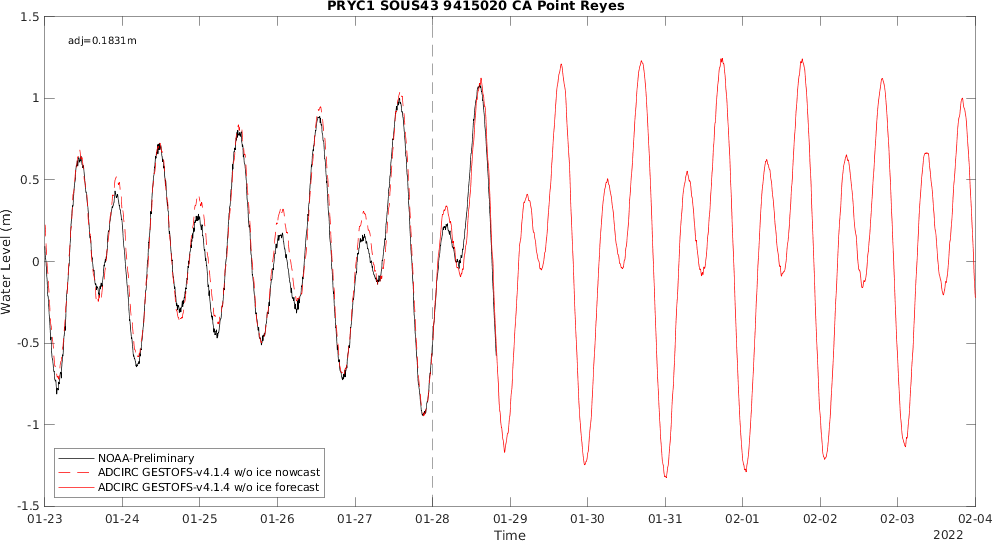 PRYC1 SOUS43 9415020 CA Point Reyes
adj=0.1831m
Water Level (m)
1.5
1
0.5
0
-0.5
-1
-1.5
NOAA-Preliminary
ADCIRC GESTOFS-v4.1.4 w/o ice nowcast
ADCIRC GESTOFS-v4.1.4 w/o ice forecast
01-23 01-24 01-25 01-26 01-27 01-28 01-29 01-30 01-31 02-01 02-02 02-03 02-04
Time
2022